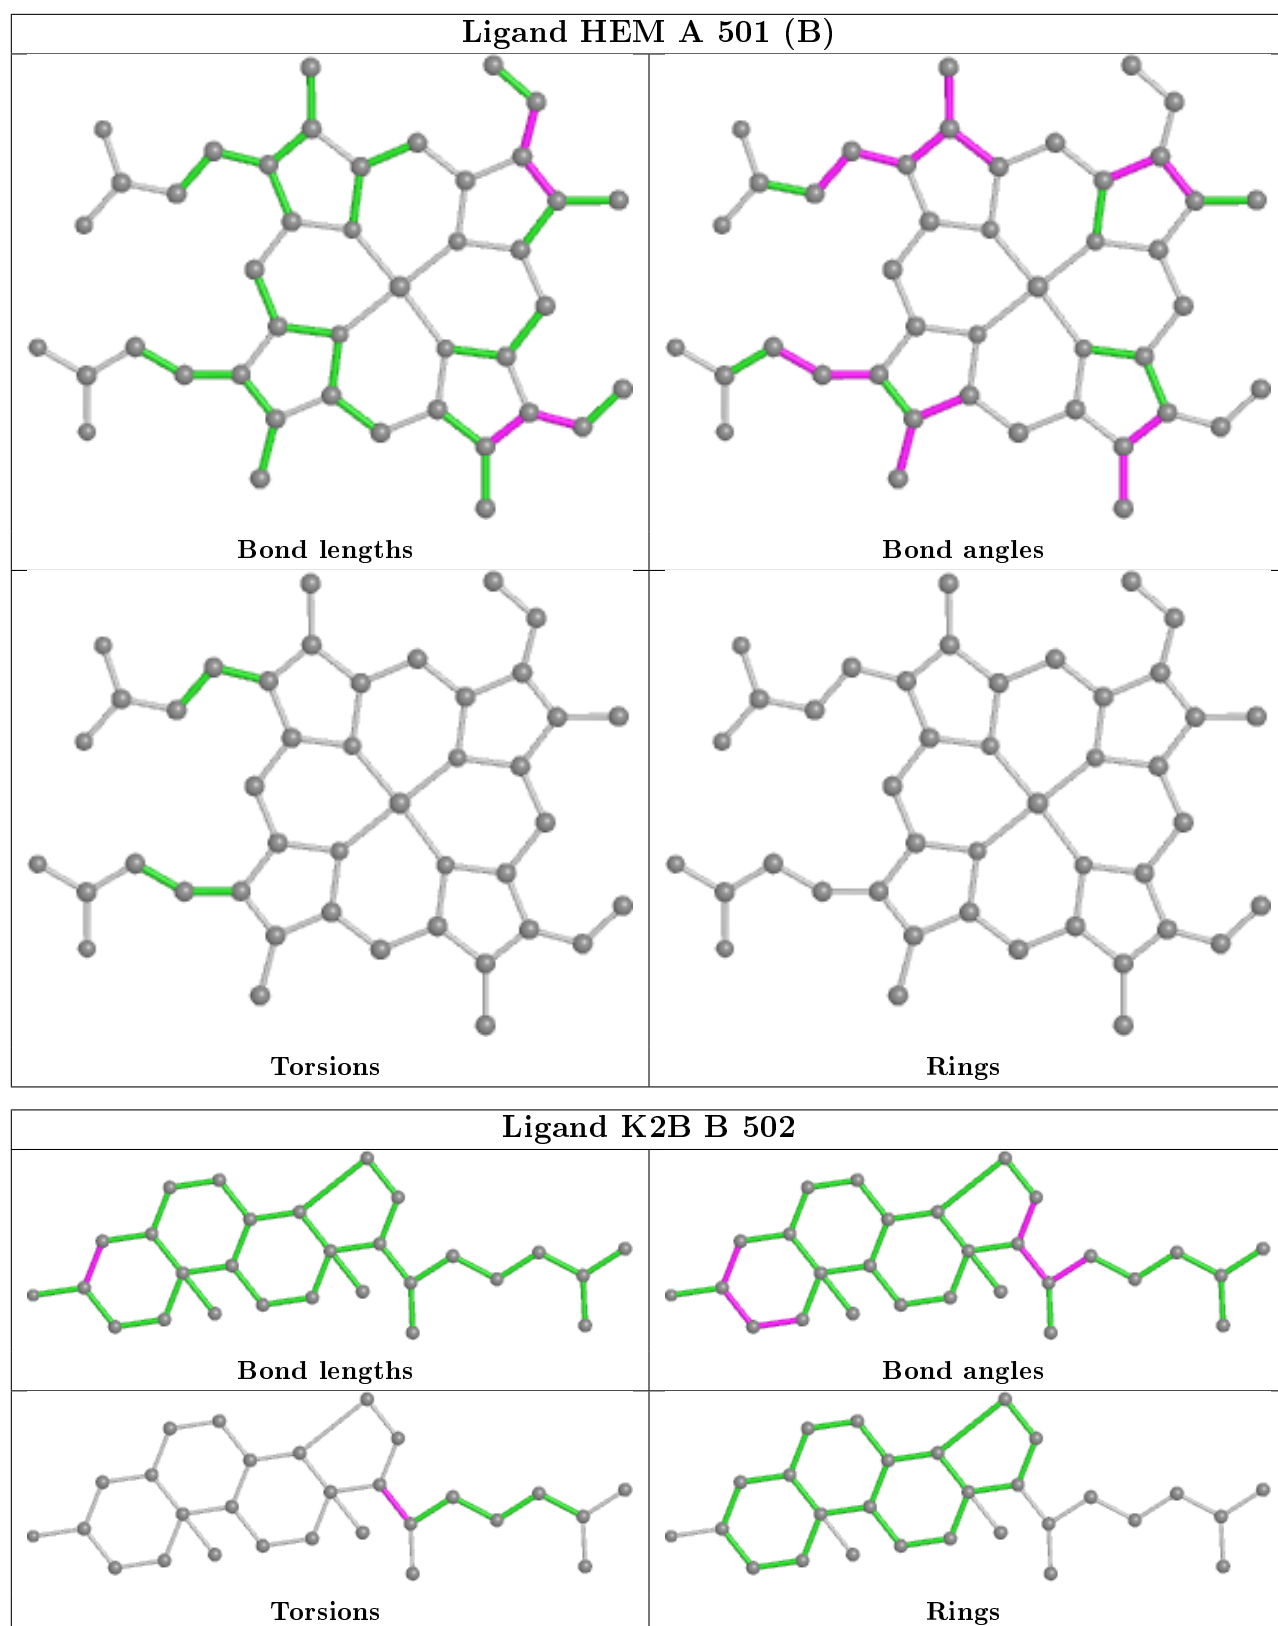 Ligand HEM A 501 (B)
Bond lengths
Bond angles
Torsions
Rings
Ligand K2B B 502
Bond lengths
Bond angles
Torsions
Rings